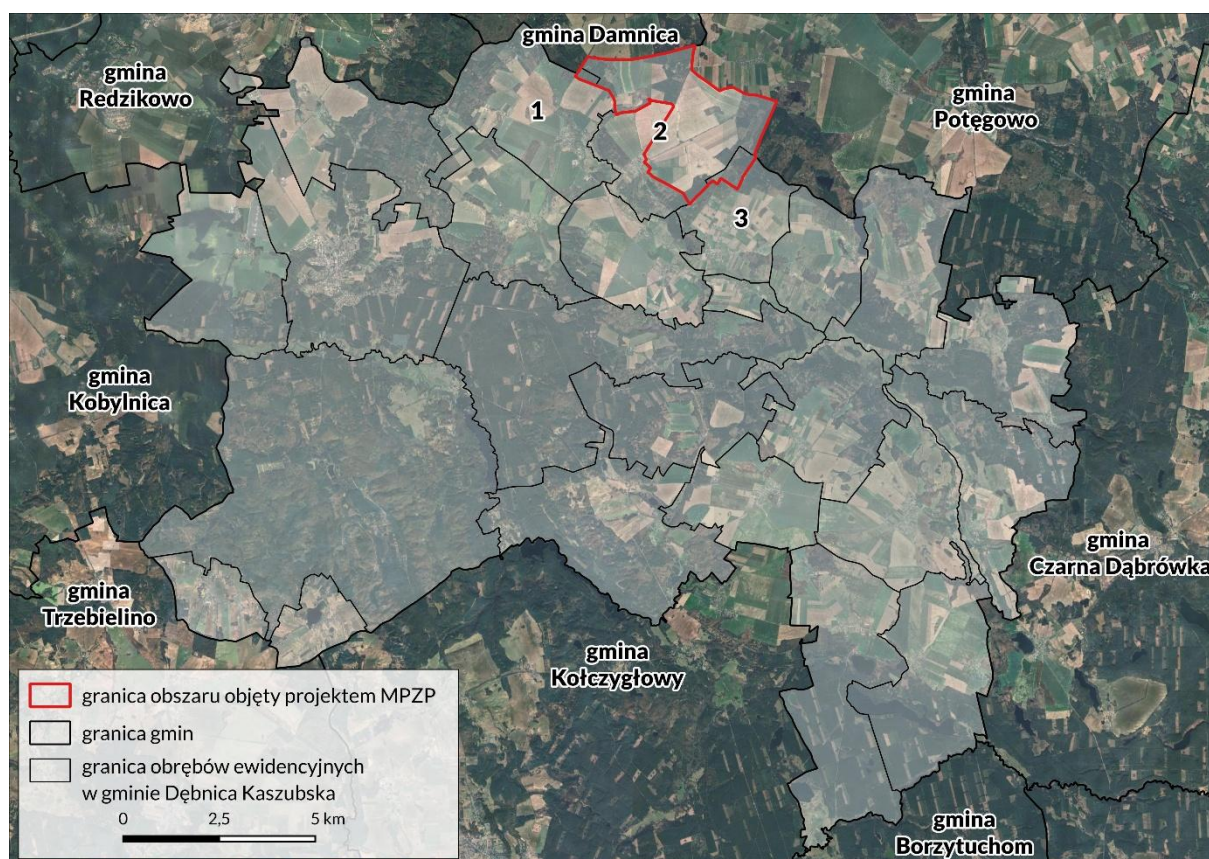 gmina Damnica
gmina
Redzikowo
gmina
Potęgowo
1
2
3
gmina
Kobylnica
gmina
Trzebielino
gmina
Czarna Dąbrówka
gmina
Kołczygłowy
gmina
Borzytuchom
granica obszaru objęty projektem MPZP
granica gmin
granica obrębów ewidencyjnych
w gminie Dębnica Kaszubska
0 2,5 5 km